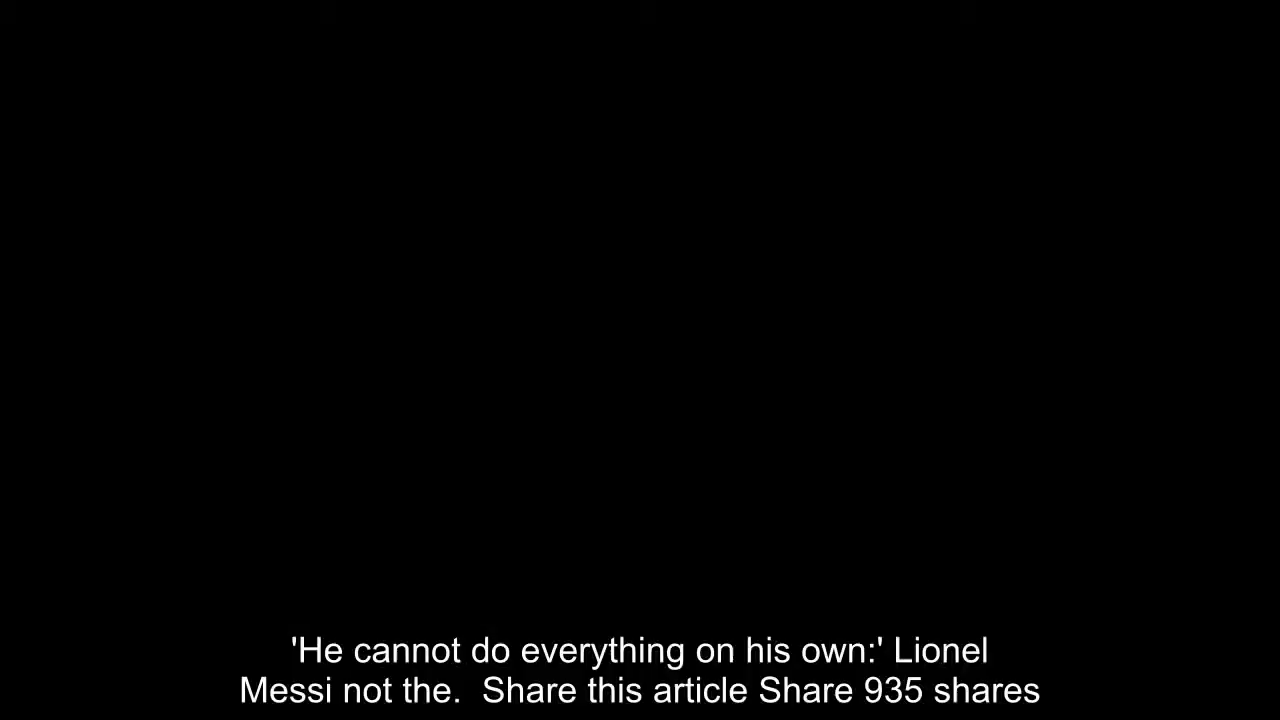 'He cannot do everything on his own:' Lionel
Messi not the.  Share this article Share 935 shares